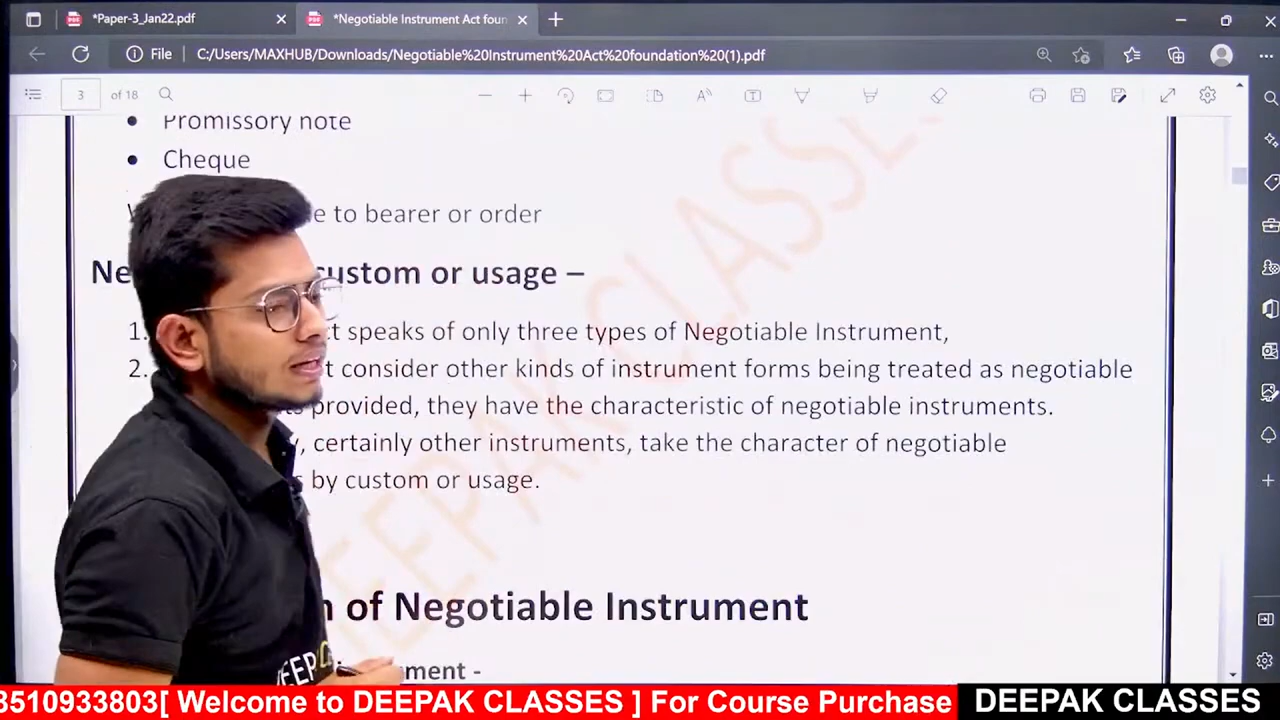 *Paper-3_Jan22.pdf
*Negotiable Instrument Act foun
File C:/Users/MAXHUB/Downloads/Negotiable%20Instrument%20Act%20foundation%20(1).pdf
3 of 18
• Promissory note
• Cheque
to bearer or order
custom or usage –
1. speaks of only three types of Negotiable Instrument,
2. consider other kinds of instrument forms being treated as negotiable
provided, they have the characteristic of negotiable instruments.
certainly other instruments, take the character of negotiable
by custom or usage.
of Negotiable Instrument
DEEPAK CLASSES
8510933803[ Welcome to DEEPAK CLASSES ] For Course Purchase
DEEPAK CLASSES